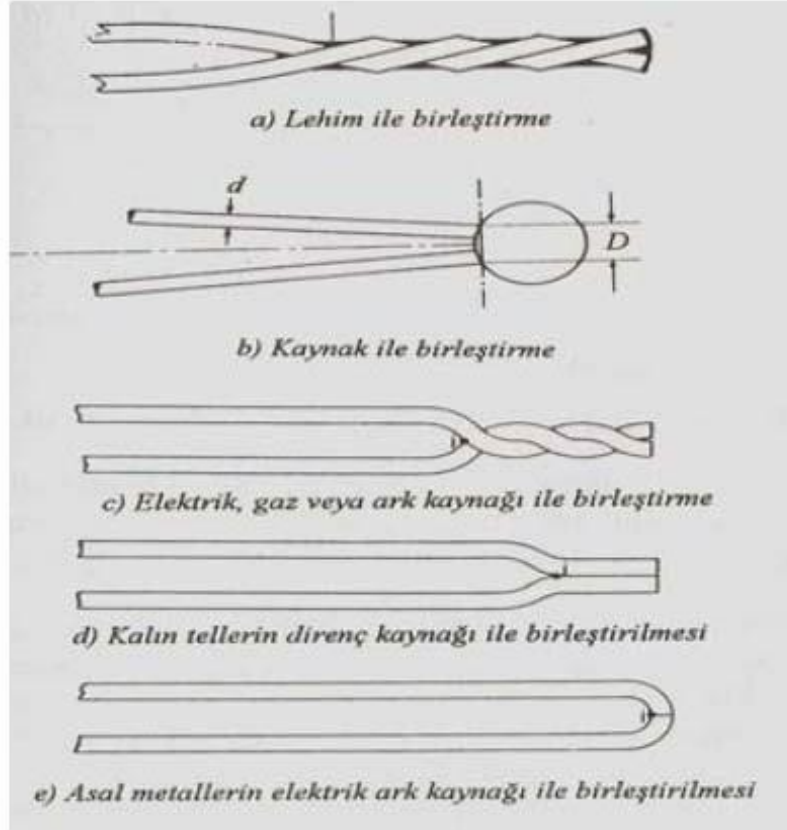 a) Lehim ile birleştirme
d
D
b) Kaynak ile birleştirme
c) Elektrik, gaz veya ark kaynağı ile birleştirme
d) Kalın tellerin direnç kaynağı ile birleştirilmesi
e) Asal metallerin elektrik ark kaynağı ile birleştirilmesi